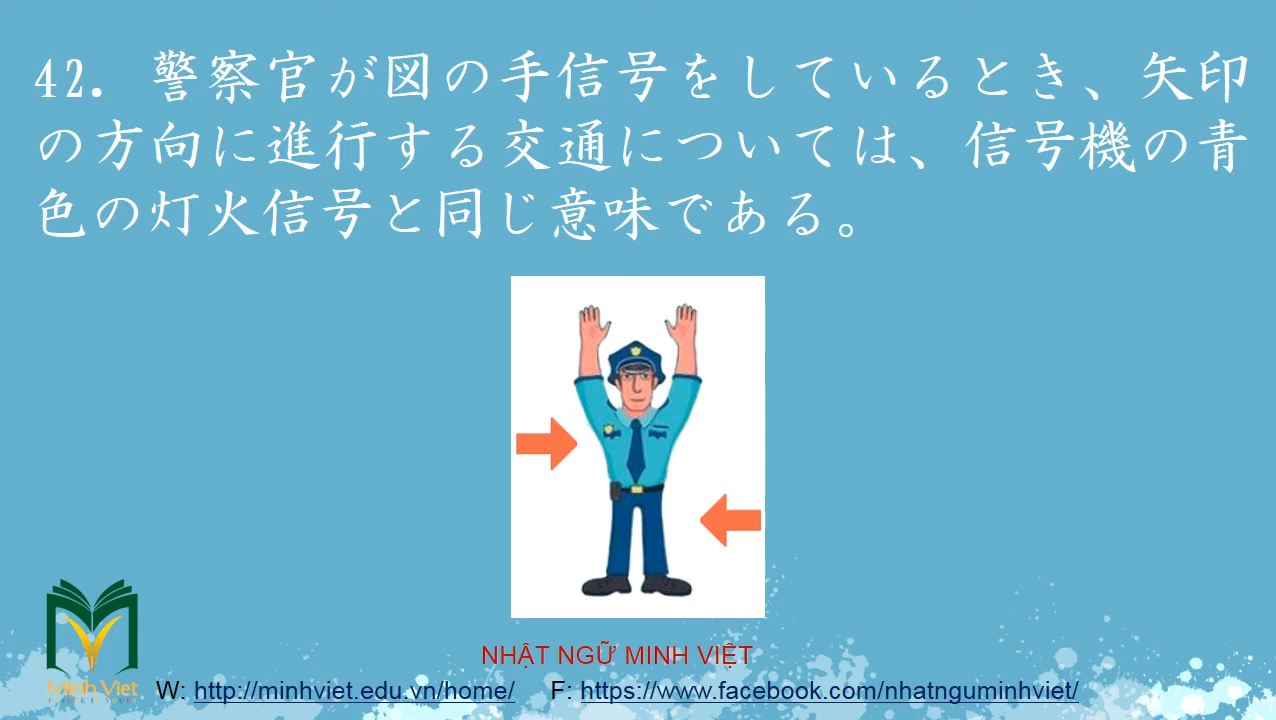 42. 警察官が図の手信号をしているとき、矢印
の方向に進行する交通については、信号機の青
色の灯火信号と同じ意味である。
NHẬT NGỮ MINH VIỆT
Minh Viet
W: http://minhviet.edu.vn/home/ F: https://www.facebook.com/nhatnguminhviet/